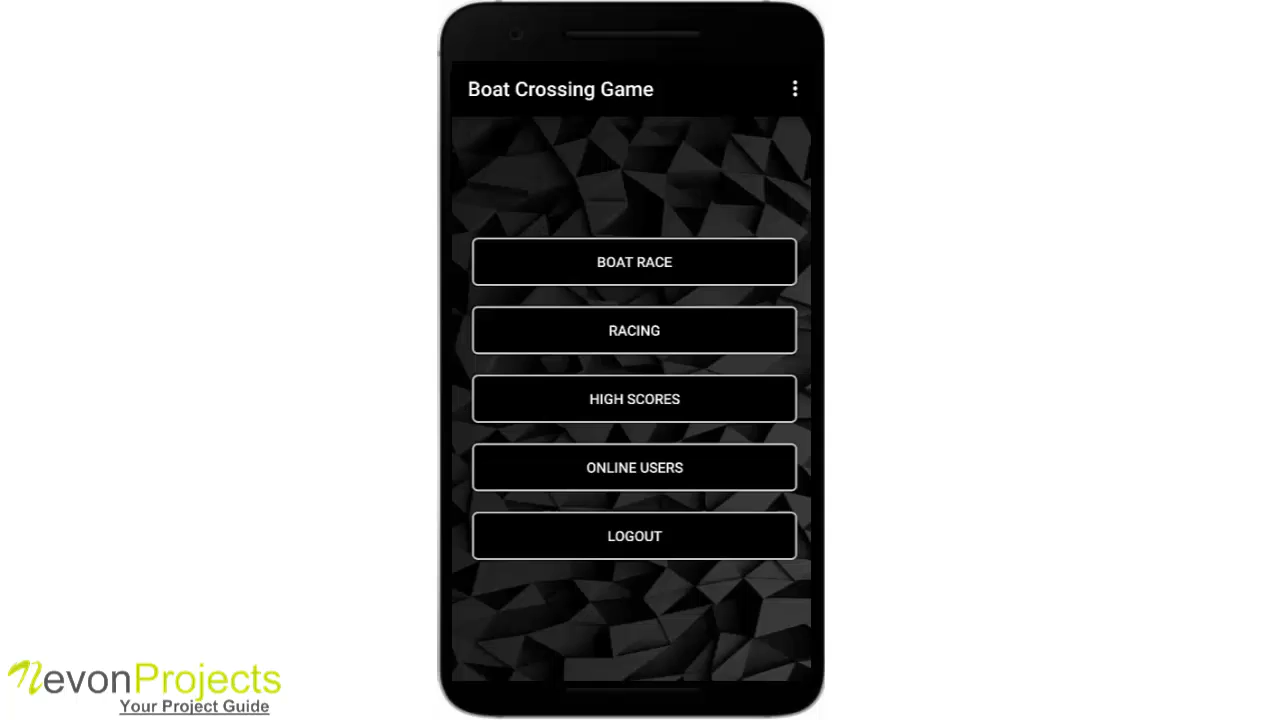 Boat Crossing Game
BOAT RACE
RACING
HIGH SCORES
ONLINE USERS
LOGOUT
NevonProjects
Your Project Guide